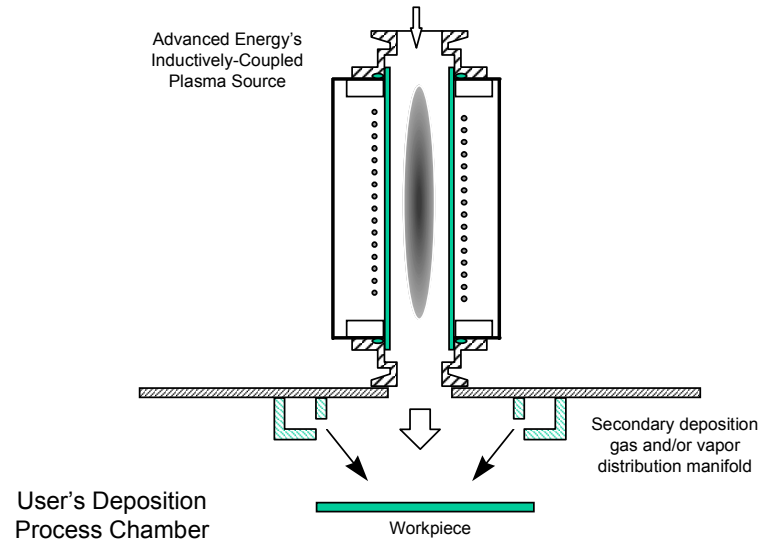 Advanced Energy's
Inductively-Coupled
Plasma Source
Secondary deposition
gas and/or vapor
distribution manifold
User's Deposition
Process Chamber
Workpiece